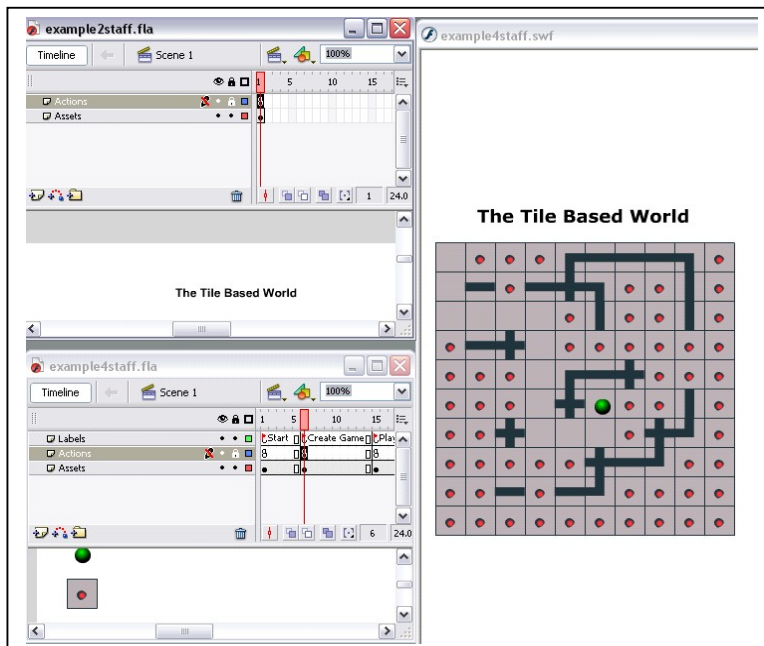 example2staff.fla
Timeline Scene 1 100%
1 5 10 15
Actions
Assets
1 24.0
The Tile Based World
example4staff.fla
Timeline Scene 1 100%
1 5 10 15
Labels Start Create Game Play
Actions
Assets
6 24.0
example4staff.swf
The Tile Based World